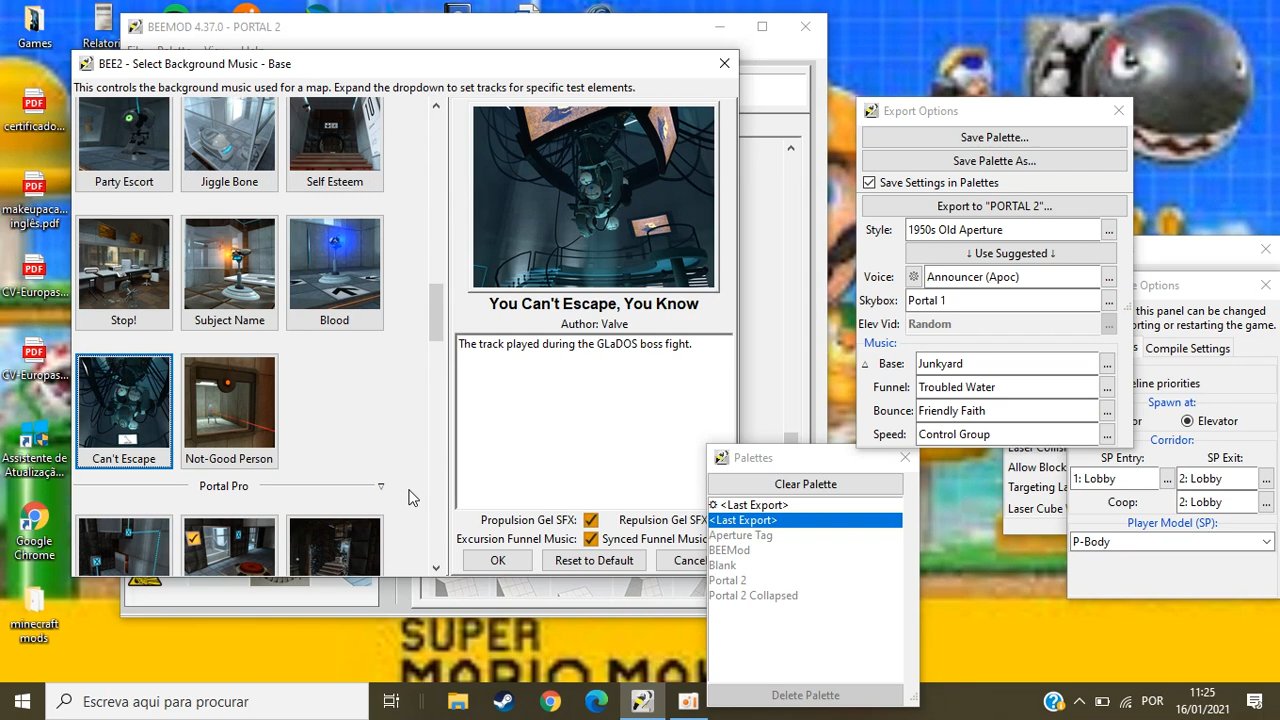 Games
Relatori
PDF
certificado...
PDF
makeupaca...
inglês.pdf
PDF
CV-Europas...
PDF
CV-Europas...
Assistente de
Atualizaçã...
Google
Chrome
minecraft
mods
BEEMOD 4.37.0 - PORTAL 2
BEE2 - Select Background Music - Base
This controls the background music used for a map. Expand the dropdown to set tracks for specific test elements.
Party Escort
Jiggle Bone
Self Esteem
Stop!
Subject Name
Blood
Can't Escape
Not-Good Person
Portal Pro
You Can't Escape, You Know
Author: Valve
The track played during the GLaDOS boss fight.
Propulsion Gel SFX:
Repulsion Gel SFX
Excursion Funnel Music:
Synced Funnel Music
OK
Reset to Default
Cance
Export Options
Save Palette...
Save Palette As...
Save Settings in Palettes
Export to "PORTAL 2"...
Style: 1950s Old Aperture ...
↓ Use Suggested ↓
Voice: Announcer (Apoc) ...
Skybox: Portal 1 ...
Elev Vid: Random ...
Music:
Base: Junkyard ...
Funnel: Troubled Water ...
Bounce: Friendly Faith ...
Speed: Control Group ...
Palettes
Clear Palette
<Last Export>
<Last Export>
Aperture Tag
BEEMod
Blank
Portal 2
Portal 2 Collapsed
Delete Palette
e Options
this panel can be changed
orting or restarting the game.
s
Compile Settings
eline priorities
Spawn at:
or
Elevator
Corridor:
SP Entry: SP Exit:
1: Lobby ... 2: Lobby ...
Coop: 2: Lobby ...
Player Model (SP):
P-Body
Allow Block
Targeting La
Laser Cube
SUPER
MARIO MA
Escreva aqui para procurar
POR
11:25
16/01/2021